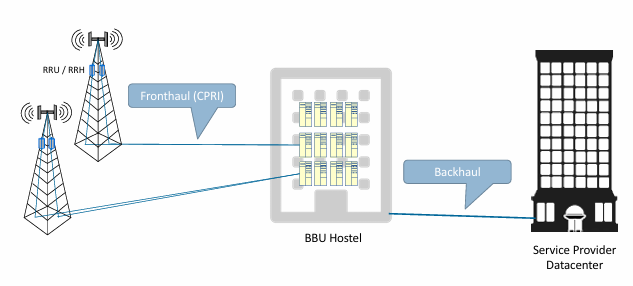 RRU / RRH
Fronthaul (CPRI)
Backhaul
BBU Hostel
Service Provider
Datacenter